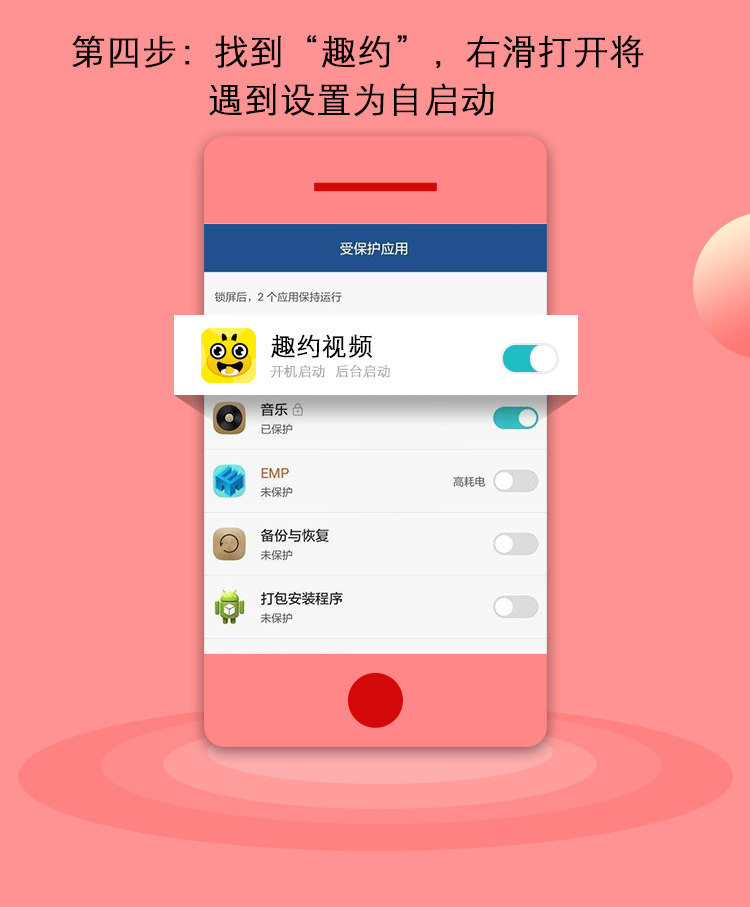 第四步：找到“趣约”，右滑打开将
遇到设置为自启动
受保护应用
锁屏后，2 个应用保持运行
趣约视频
开机启动 后台启动
音乐
已保护
EMP
未保护
高耗电
备份与恢复
未保护
打包安装程序
未保护